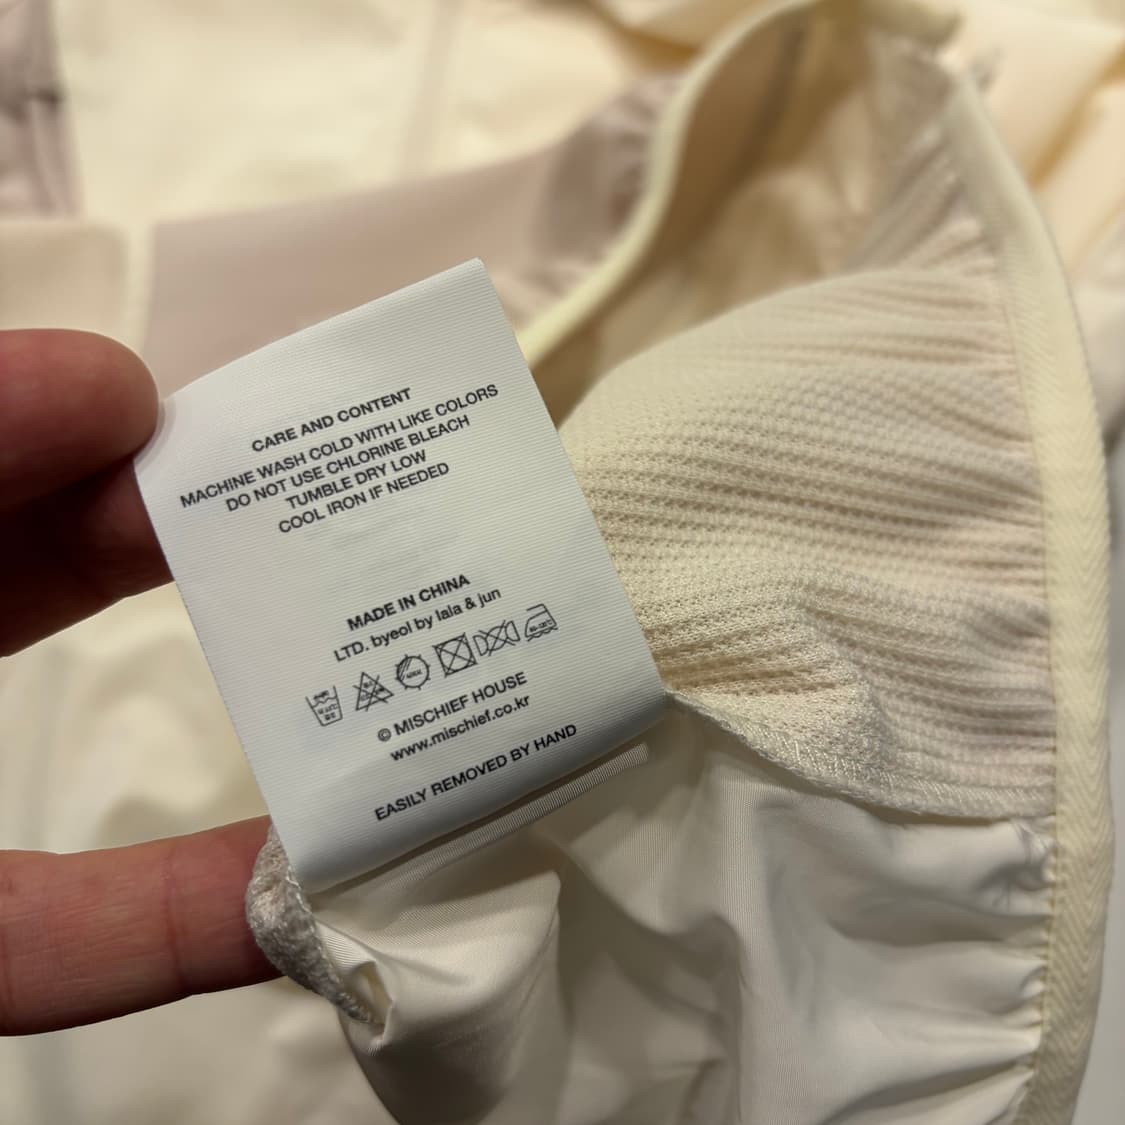 CARE AND CONTENT
MACHINE WASH COLD WITH LIKE COLORS
DO NOT USE CHLORINE BLEACH
TUMBLE DRY LOW
COOL IRON IF NEEDED
MADE IN CHINA
LTD. byeol by lala & jun
© MISCHIEF HOUSE
www.mischief.co.kr
EASILY REMOVED BY HAND